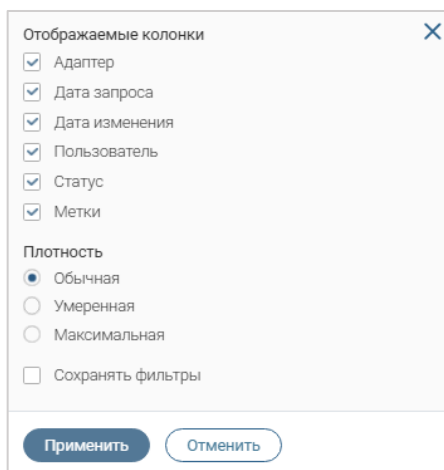 Отображаемые колонки
Адаптер
Дата запроса
Дата изменения
Пользователь
Статус
Метки
Плотность
Обычная
Умеренная
Максимальная
Сохранять фильтры
Применить Отменить